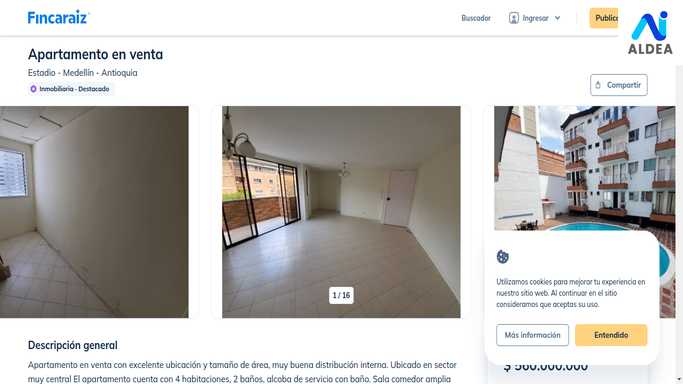 Fincaraiz
Buscador
Ingresar
ALDEA
Apartamento en venta
Estadio - Medellín - Antioquia
Inmobiliaria - Destacado
Compartir
1 / 16
Utilizamos cookies para mejorar tu experiencia en
nuestro sitio web. Al continuar en el sitio
consideramos que aceptas su uso.
Más información
Entendido
$ 560.000.000
Descripción general
Apartamento en venta con excelente ubicación y tamaño de área, muy buena distribución interna. Ubicado en sector
muy central El apartamento cuenta con 4 habitaciones, 2 baños, alcoba de servicio con baño. Sala comedor amplia